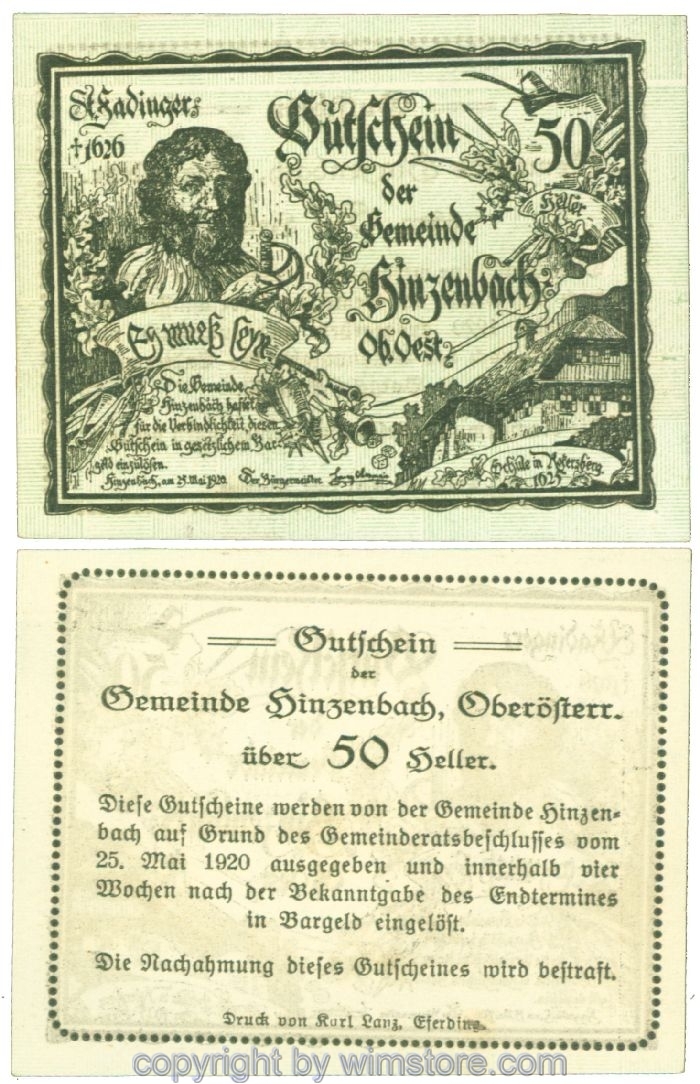 St. Fadinger
†1626
Gutschein
der
Gemeinde
Hinzenbach
Ob. Oest.
50
Heller
Es mueß seyn
Die Gemeinde
Hinzenbach haftet
für die Verbindlichkeit, diesen
Gutschein in gesetzlichem Bar-
geld einzulösen.
Hinzenbach, am 25. Mai 1920. Der Bürgermeister
Schule in
Gutschein
der
Gemeinde Hinzenbach, Oberösterr.
über 50 Heller.
Diese Gutscheine werden von der Gemeinde Hinzen-
bach auf Grund des Gemeinderatsbeschlusses vom
25. Mai 1920 ausgegeben und innerhalb vier
Wochen nach der Bekanntgabe des Endtermines
in Bargeld eingelöst.
Die Nachahmung dieses Gutscheines wird bestraft.
Druck von Karl Lanz, Eferding.
copyright by wimstore.com